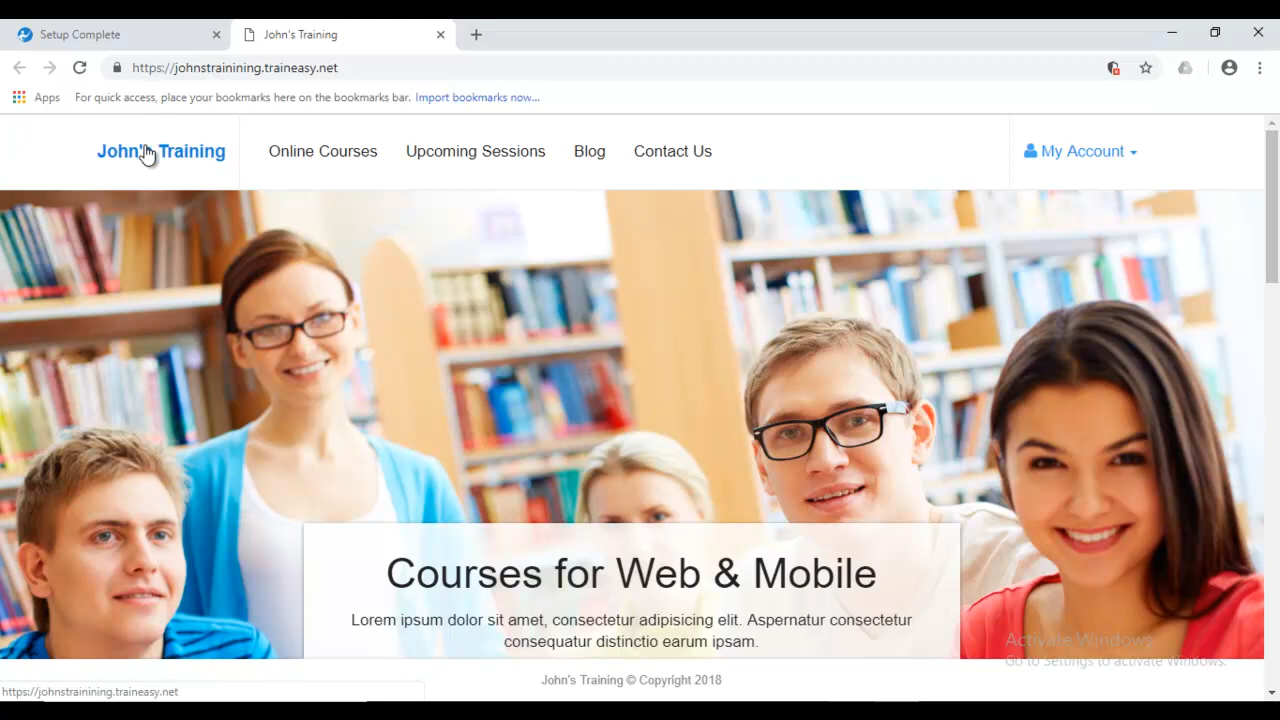 Setup Complete
John's Training
https://johnstrainining.traineasy.net
Apps
For quick access, place your bookmarks here on the bookmarks bar. Import bookmarks now...
John's Training
Online Courses
Upcoming Sessions
Blog
Contact Us
My Account
Courses for Web & Mobile
Lorem ipsum dolor sit amet, consectetur adipisicing elit. Aspernatur consectetur
consequatur distinctio earum ipsam.
Activate Windows
Go to Settings to activate Windows.
John's Training © Copyright 2018
https://johnstrainining.traineasy.net